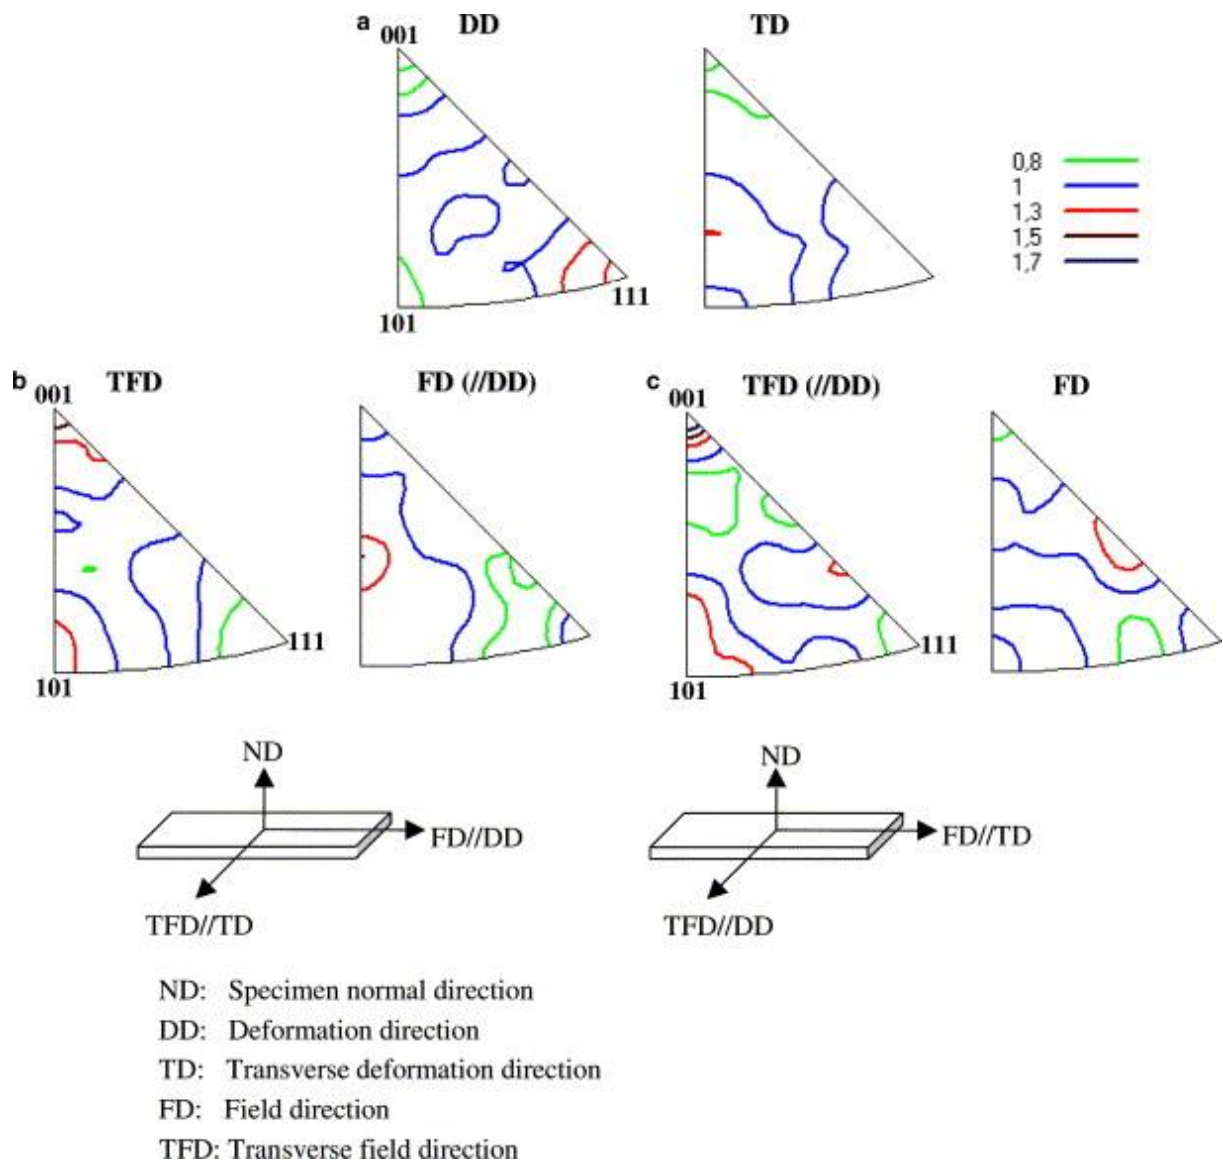 a DD TD
001
0,8
1
1,3
1,5
1,7
111
101
b TFD FD (//DD) c TFD (//DD) FD
001 001
111 111
101 101
ND ND
FD//DD FD//TD
TFD//TD TFD//DD
ND: Specimen normal direction
DD: Deformation direction
TD: Transverse deformation direction
FD: Field direction
TFD: Transverse field direction